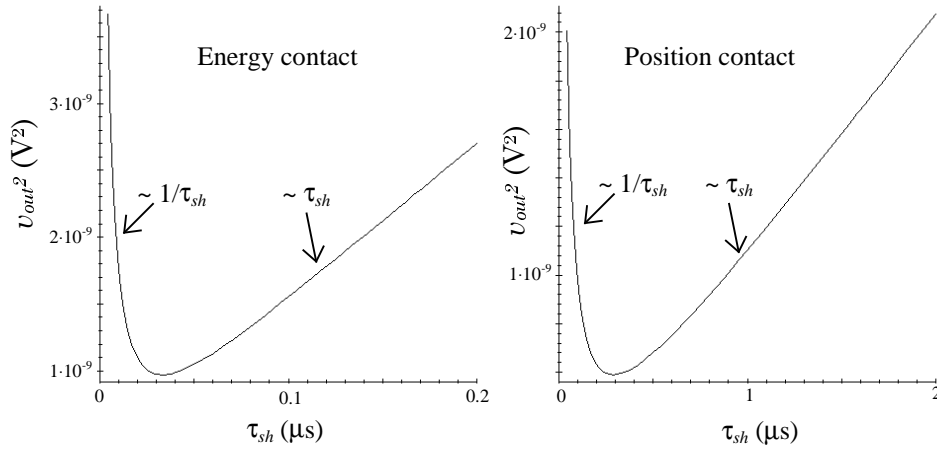 Energy contact
υout² (V²)
3·10⁻⁹
2·10⁻⁹
1·10⁻⁹
~ 1/τsh
~ τsh
0
0.1
0.2
τsh (μs)
Position contact
υout² (V²)
2·10⁻⁹
1·10⁻⁹
~ 1/τsh
~ τsh
0
1
2
τsh (μs)